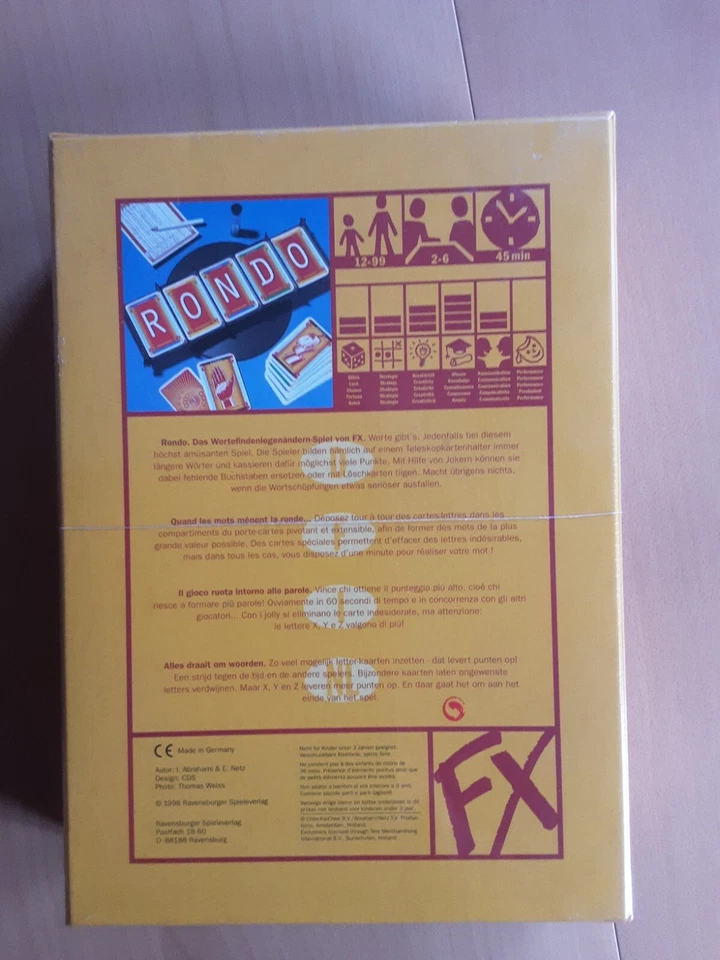 RONDO
12-99
2-6
45 min
Rondo. Das Wortefindenlegenändern-Spiel von FX. Worte gibt's. Jedenfalls bei diesem
höchst amüsanten Spiel. Die Spieler bilden nämlich auf einem Teleskopkartenhalter immer
längere Wörter und kassieren dafür möglichst viele Punkte. Mit Hilfe von Jokern können sie
dabei fehlende Buchstaben ersetzen oder mit Löschkarten tilgen. Macht übrigens nichts,
wenn die Wortschöpfungen etwas seriöser ausfallen.
Quand les mots mènent la ronde... Déposez tour à tour des cartes-lettres dans les
compartiments du porte-cartes pivotant et extensible, afin de former des mots de la plus
grande valeur possible. Des cartes spéciales permettent d'effacer des lettres indésirables,
mais dans tous les cas, vous disposez d'une minute pour réaliser votre mot !
Il gioco ruota intorno alle parole. Vince chi ottiene il punteggio più alto, cioè chi
riesce a formare più parole! Ovviamente in 60 secondi di tempo e in concorrenza con gli altri
giocatori... Con i jolly si eliminano le carte indesiderate, ma attenzione:
le lettere X, Y e Z valgono di più!
Alles draait om woorden. Zo veel mogelijk letterkaarten inzetten - dat levert punten op!
Een strijd tegen de tijd en de andere spelers. Bijzondere kaarten laten ongewenste
letters verdwijnen. Maar X, Y en Z leveren meer punten op. En daar gaat het om aan het
einde van het spel.
CE Made in Germany
Autor: I. Abrahami & E. Netz
Design: CDS
Photo: Thomas Weiss
© 1998 Ravensburger Spieleverlag
Ravensburger Spieleverlag
Postfach 18 60
D-88188 Ravensburg
Nicht für Kinder unter 3 Jahren geeignet.
FX